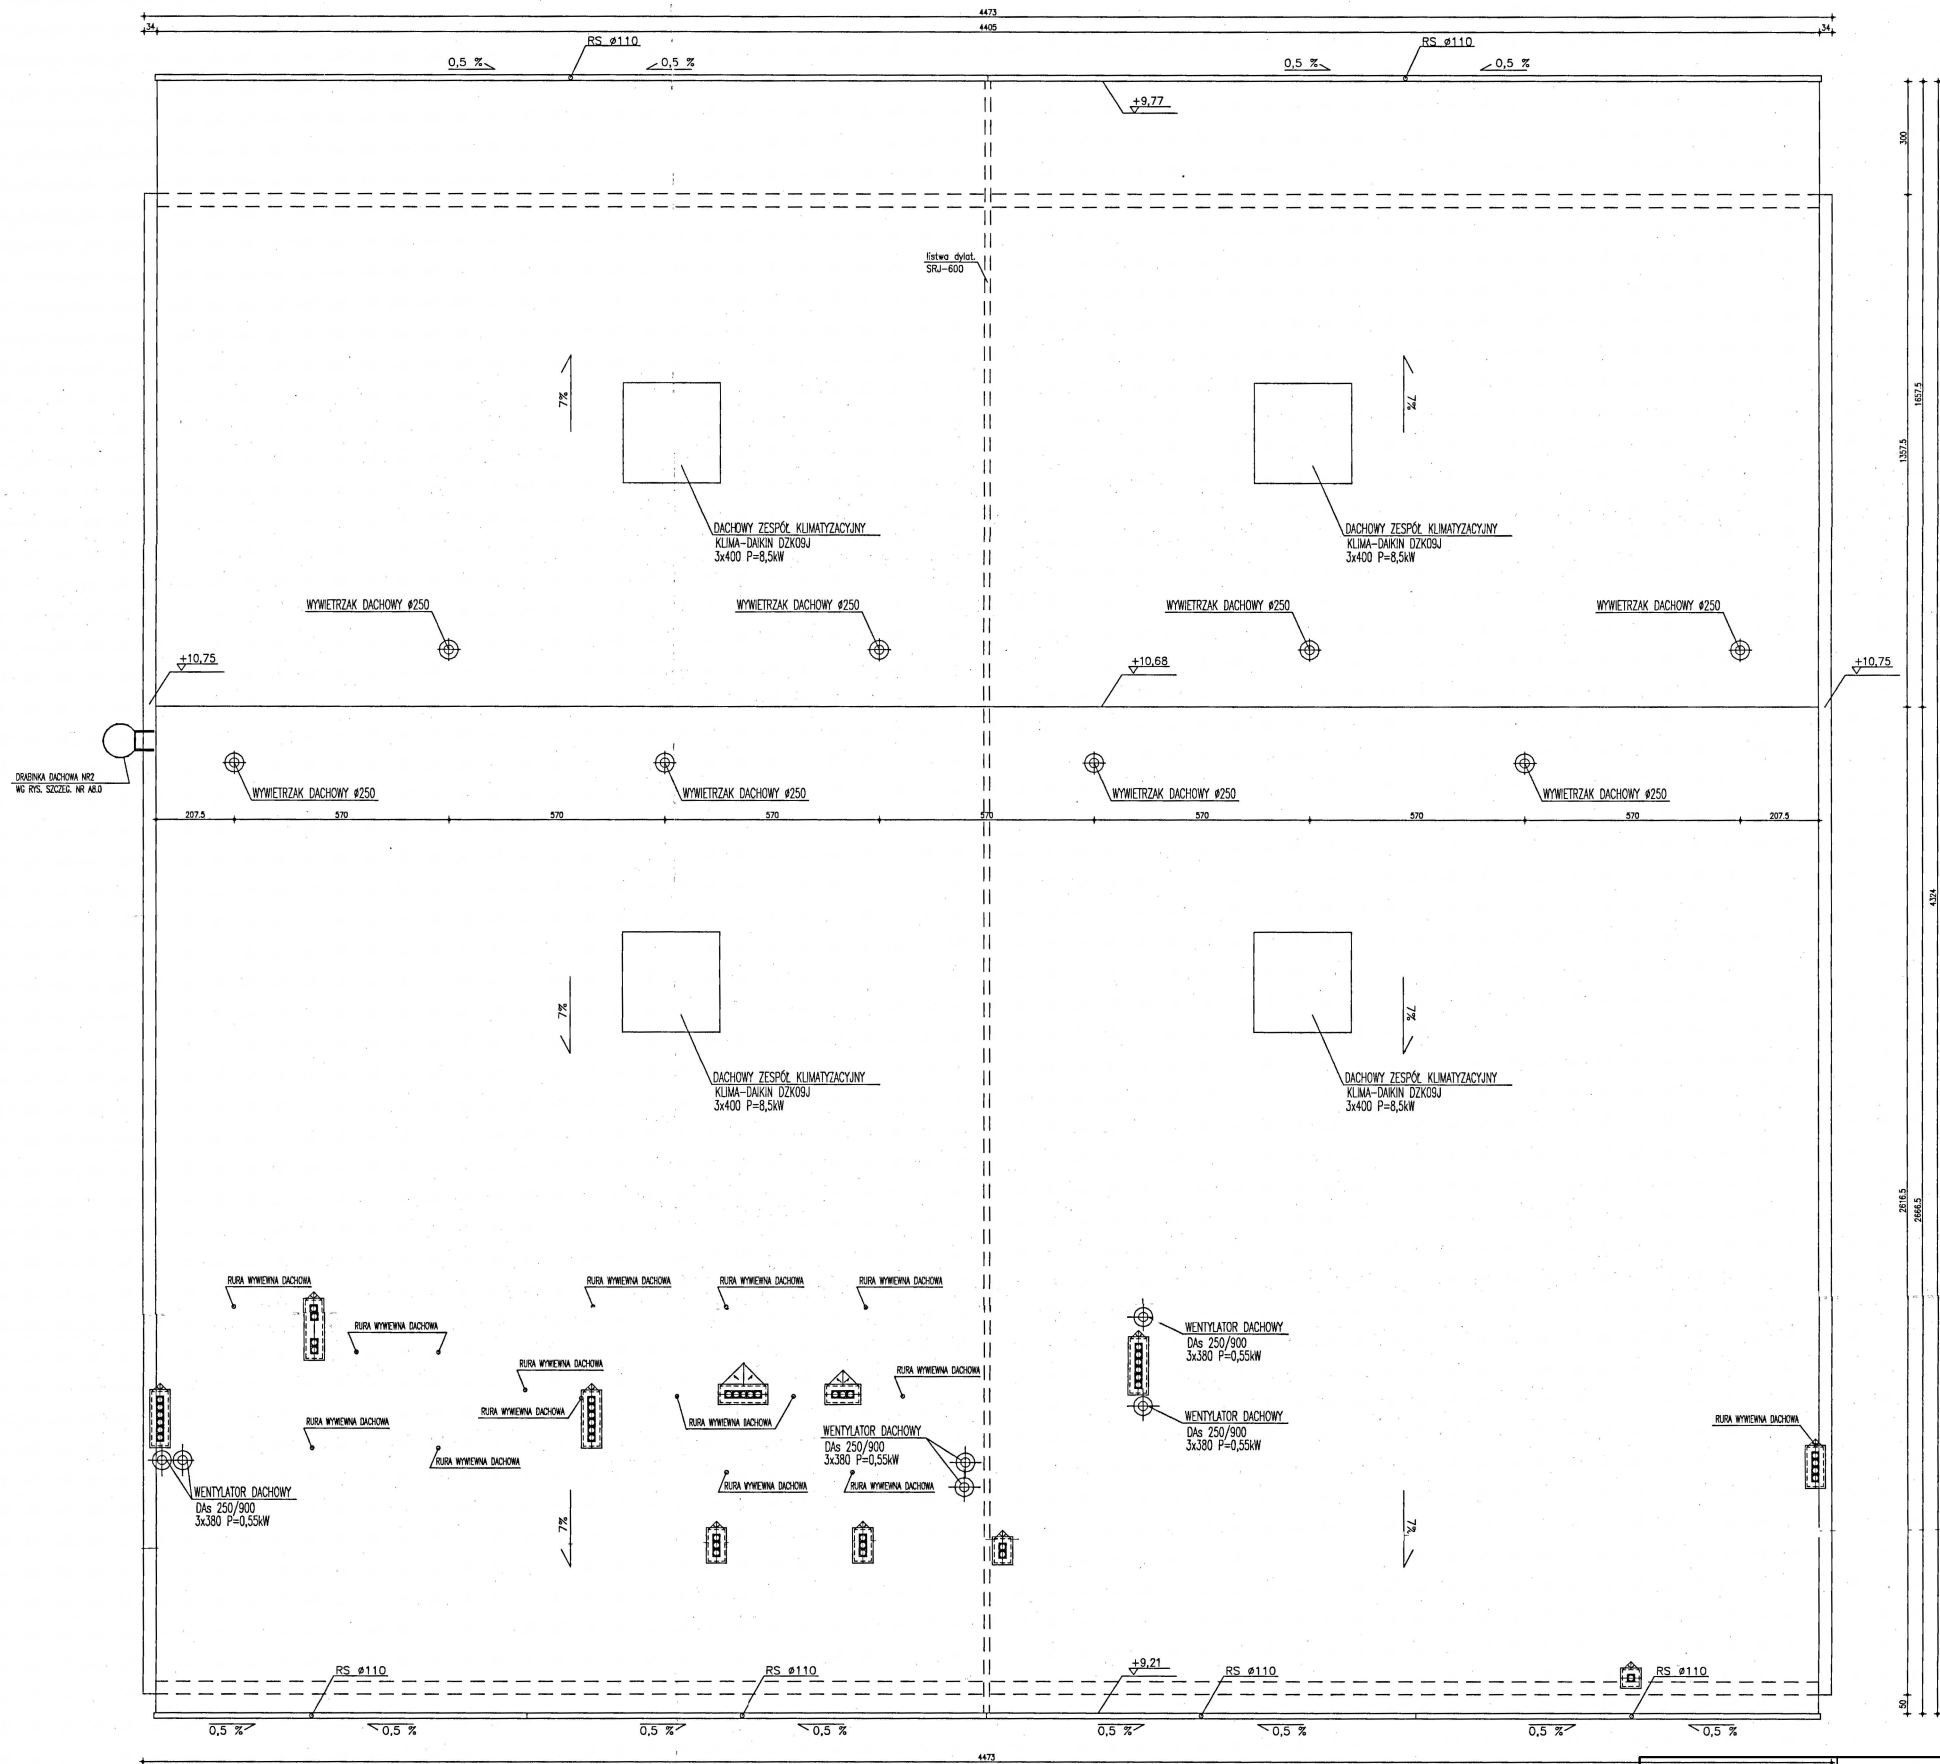 4473
34
4405
34
RS ø110
RS ø110
0,5 %
0,5 %
0,5 %
0,5 %
+9,77
300
listwa dylat.
SRJ-600
7%
7%
1657.5
1357.5
DACHOWY ZESPÓŁ KLIMATYZACYJNY
KLIMA-DAIKIN DZK09J
3x400 P=8,5kW
DACHOWY ZESPÓŁ KLIMATYZACYJNY
KLIMA-DAIKIN DZK09J
3x400 P=8,5kW
WYWIETRZAK DACHOWY ø250
WYWIETRZAK DACHOWY ø250
WYWIETRZAK DACHOWY ø250
WYWIETRZAK DACHOWY ø250
+10,75
+10,68
+10,75
DRABINKA DACHOWA NR2
WG RYS. SZCZEG. NR A8.0
WYWIETRZAK DACHOWY ø250
WYWIETRZAK DACHOWY ø250
WYWIETRZAK DACHOWY ø250
WYWIETRZAK DACHOWY ø250
207.5
570
570
570
570
570
570
570
207.5
4324
7%
7%
DACHOWY ZESPÓŁ KLIMATYZACYJNY
KLIMA-DAIKIN DZK09J
3x400 P=8,5kW
DACHOWY ZESPÓŁ KLIMATYZACYJNY
KLIMA-DAIKIN DZK09J
3x400 P=8,5kW
2616.5
2666.5
RURA WYWIEWNA DACHOWA
RURA WYWIEWNA DACHOWA
RURA WYWIEWNA DACHOWA
RURA WYWIEWNA DACHOWA
RURA WYWIEWNA DACHOWA
WENTYLATOR DACHOWY
DAs 250/900
3x380 P=0,55kW
RURA WYWIEWNA DACHOWA
RURA WYWIEWNA DACHOWA
RURA WYWIEWNA DACHOWA
RURA WYWIEWNA DACHOWA
RURA WYWIEWNA DACHOWA
WENTYLATOR DACHOWY
DAs 250/900
3x380 P=0,55kW
WENTYLATOR DACHOWY
DAs 250/900
3x380 P=0,55kW
RURA WYWIEWNA DACHOWA
RURA WYWIEWNA DACHOWA
RURA WYWIEWNA DACHOWA
RURA WYWIEWNA DACHOWA
WENTYLATOR DACHOWY
DAs 250/900
3x380 P=0,55kW
7%
7%
RS ø110
RS ø110
+9,21
RS ø110
RS ø110
50
0,5 %
0,5 %
0,5 %
0,5 %
0,5 %
0,5 %
0,5 %
0,5 %
4473